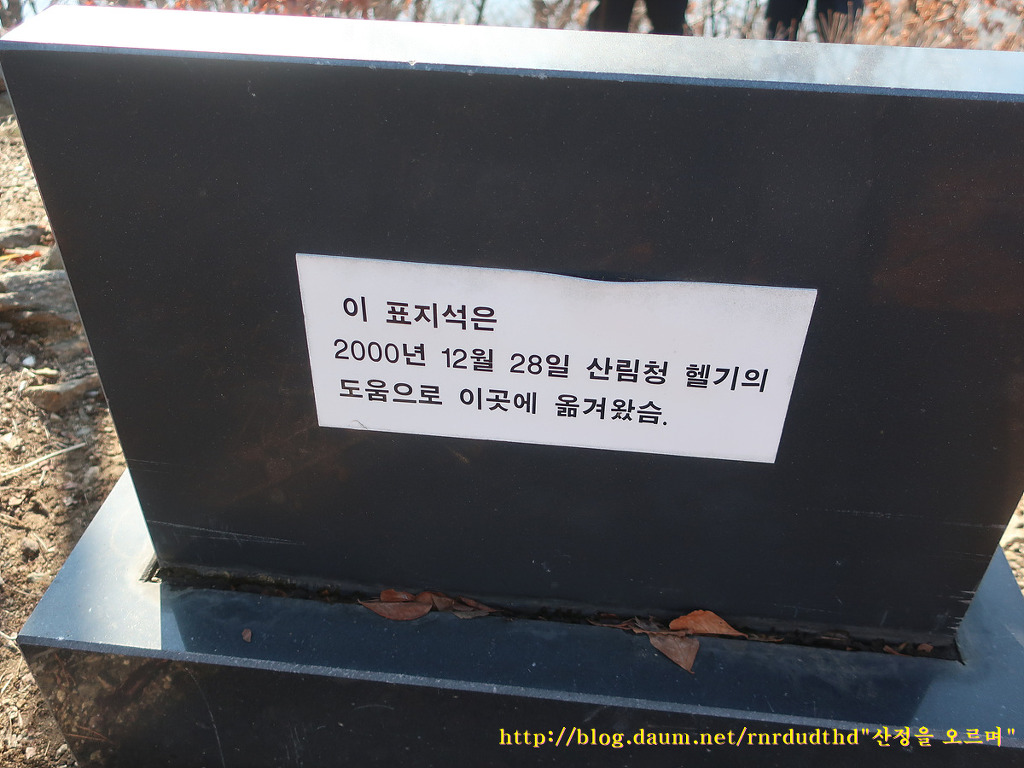 이 표지석은
2000년 12월 28일 산림청 헬기의
도움으로 이곳에 옮겨왔슴.
http://blog.daum.net/rnrdudthd"산정을 오르며"